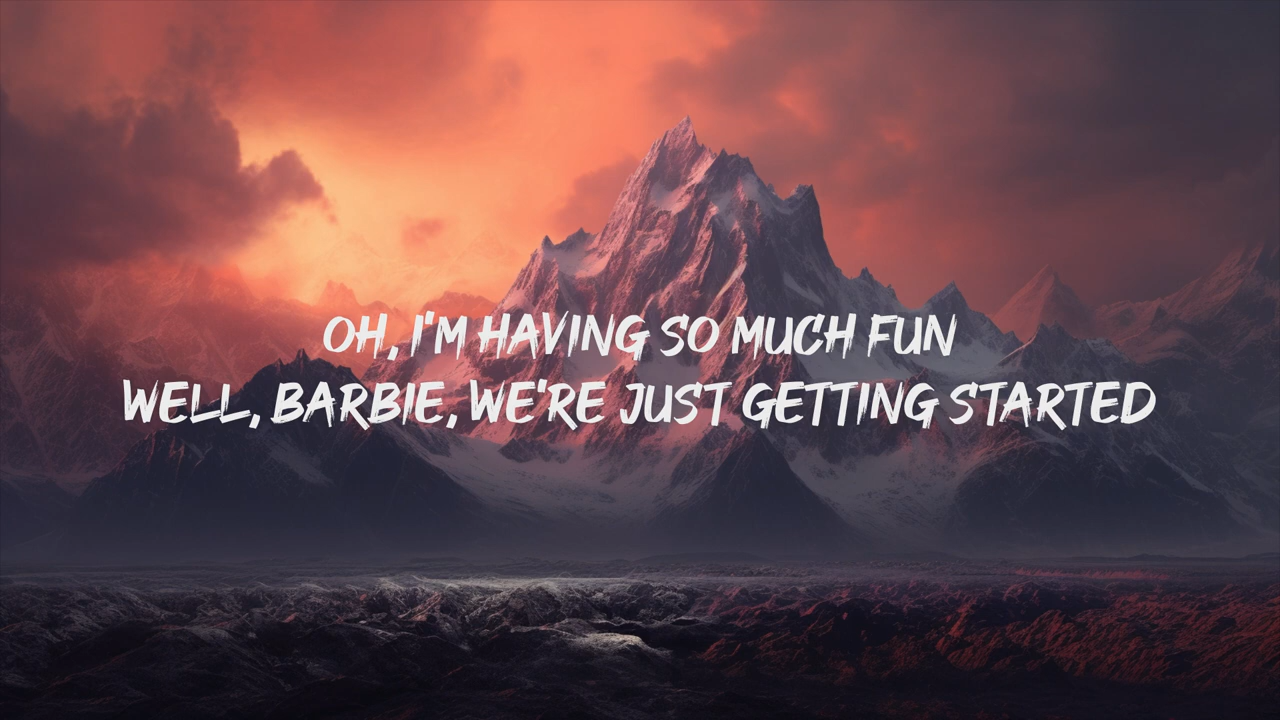 OH, I'M HAVING SO MUCH FUN
WELL, BARBIE, WE'RE JUST GETTING STARTED